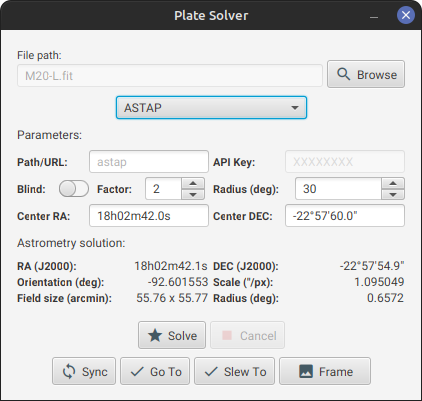 Plate Solver
File path:
M20-L.fit
Browse
ASTAP
Parameters:
Path/URL: astap API Key: XXXXXXXX
Blind: Factor: 2 Radius (deg): 30
Center RA: 18h02m42.0s Center DEC: -22°57'60.0"
Astrometry solution:
RA (J2000): 18h02m42.1s DEC (J2000): -22°57'54.9"
Orientation (deg): -92.601553 Scale ("/px): 1.095049
Field size (arcmin): 55.76 x 55.77 Radius (deg): 0.6572
Solve Cancel
Sync Go To Slew To Frame